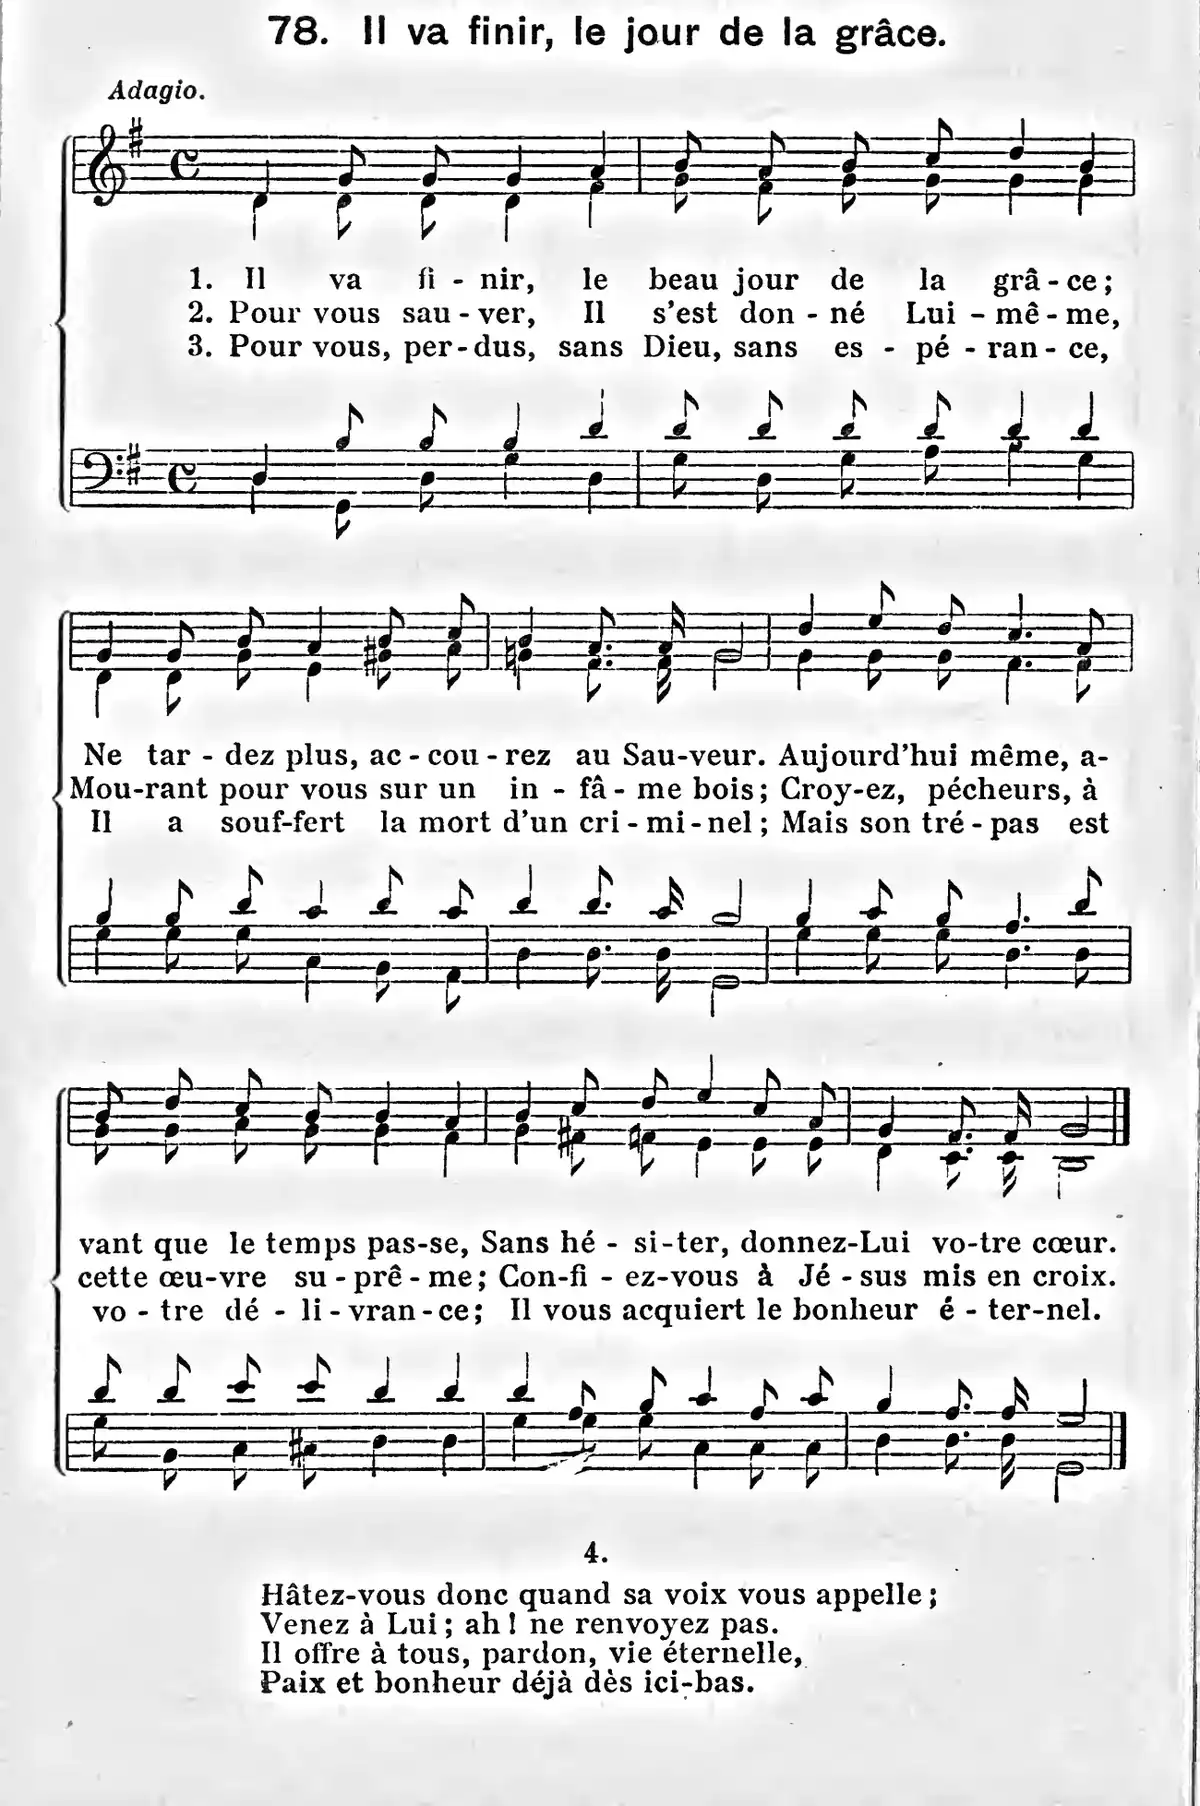 78. Il va finir, le jour de la grâce.
Adagio.
1. Il va fi - nir, le beau jour de la grâ - ce;
2. Pour vous sau - ver, Il s'est don - né Lui - mê - me,
3. Pour vous, per - dus, sans Dieu, sans es - pé - ran - ce,
Ne tar - dez plus, ac - cou - rez au Sau-veur. Aujourd'hui même, a-
Mou-rant pour vous sur un in - fâ - me bois; Croy-ez, pécheurs, à
Il a souf-fert la mort d'un cri - mi - nel; Mais son tré - pas est
vant que le temps pas-se, Sans hé - si-ter, donnez-Lui vo-tre cœur.
cette œu-vre su - prê - me; Con-fi - ez-vous à Jé - sus mis en croix.
vo - tre dé - li - vran - ce; Il vous acquiert le bonheur é - ter-nel.
4.
Hâtez-vous donc quand sa voix vous appelle;
Venez à Lui; ah! ne renvoyez pas.
Il offre à tous, pardon, vie éternelle,
Paix et bonheur déjà dès ici-bas.